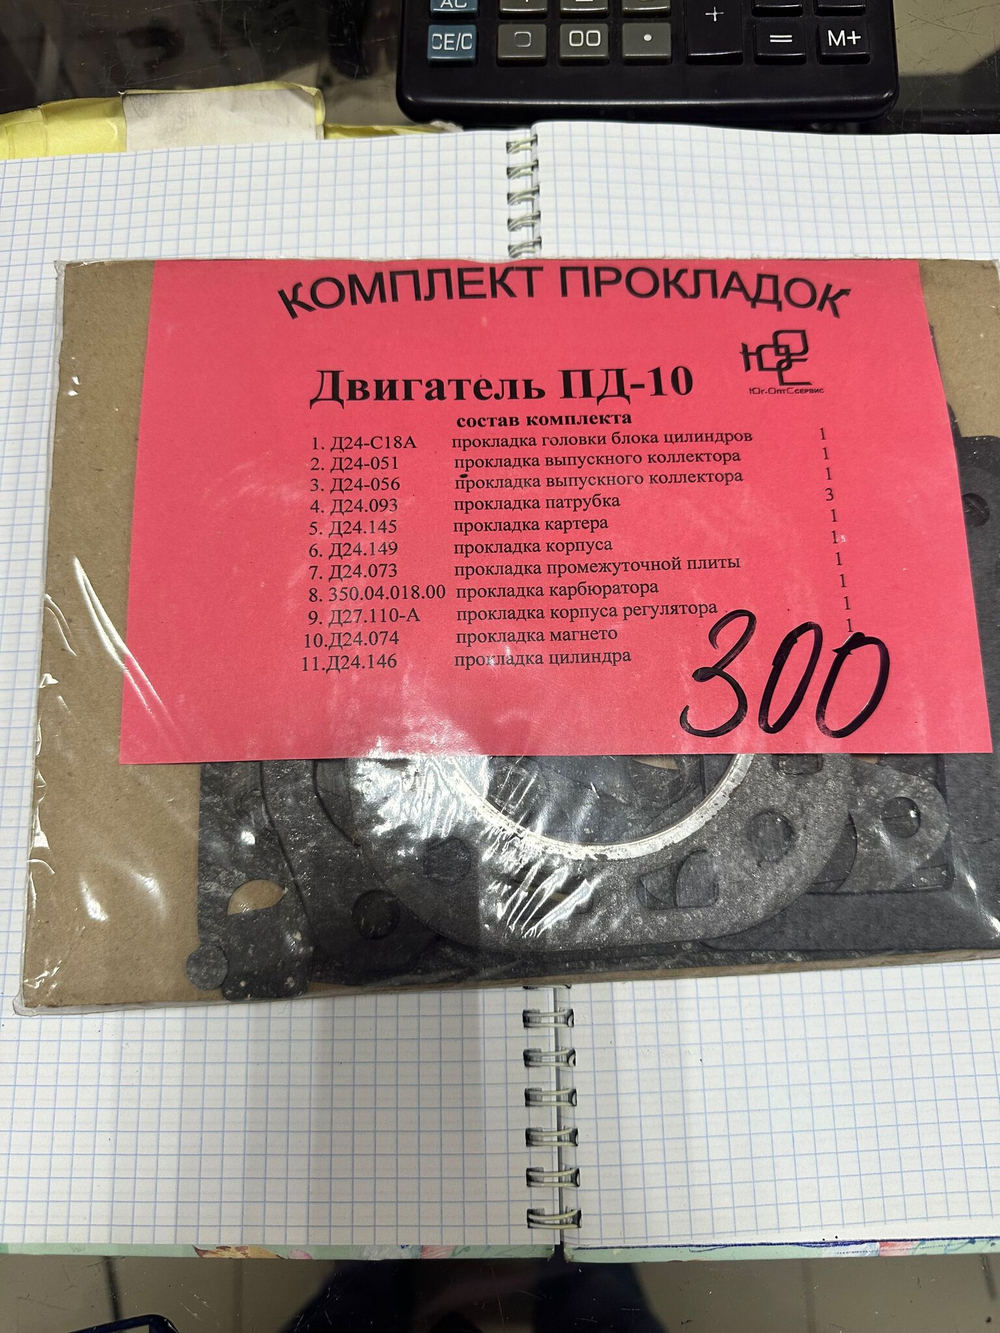 AC
CE/C
00
.
+
=
M+
КОМПЛЕКТ ПРОКЛАДОК
Юг-ОптСервис
Двигатель ПД-10
состав комплекта
1. Д24-С18А прокладка головки блока цилиндров 1
2. Д24-051 прокладка выпускного коллектора 1
3. Д24-056 прокладка выпускного коллектора 1
4. Д24.093 прокладка патрубка 3
5. Д24.145 прокладка картера 1
6. Д24.149 прокладка корпуса 1
7. Д24.073 прокладка промежуточной плиты 1
8. 350.04.018.00 прокладка карбюратора 1
9. Д27.110-А прокладка корпуса регулятора 1
10.Д24.074 прокладка магнето 1
11.Д24.146 прокладка цилиндра
300